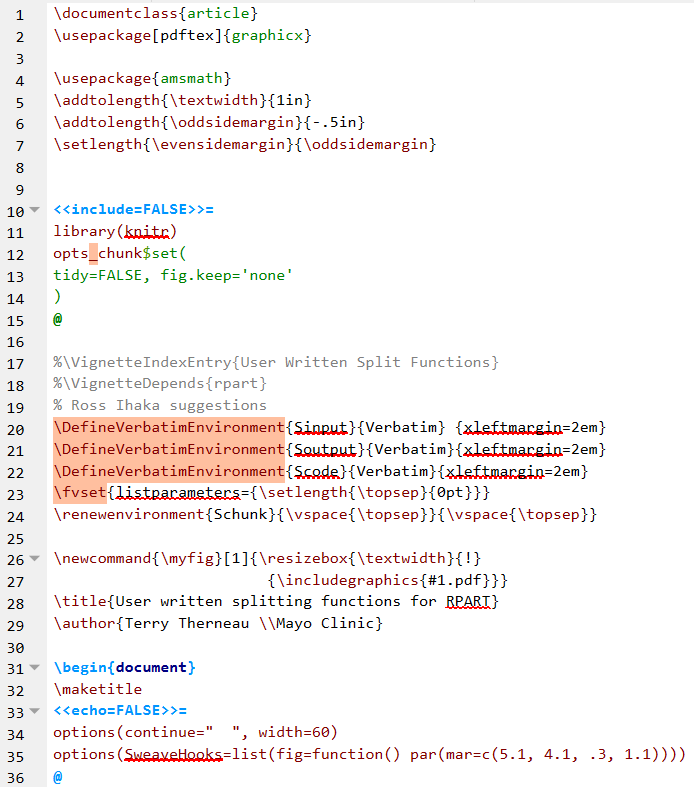 1 \documentclass{article}
2 \usepackage[pdftex]{graphicx}
3
4 \usepackage{amsmath}
5 \addtolength{\textwidth}{1in}
6 \addtolength{\oddsidemargin}{-.5in}
7 \setlength{\evensidemargin}{\oddsidemargin}
8
9
10 <<include=FALSE>>=
11 library(knitr)
12 opts_chunk$set(
13 tidy=FALSE, fig.keep='none'
14 )
15 @
16
17 %\VignetteIndexEntry{User Written Split Functions}
18 %\VignetteDepends{rpart}
19 % Ross Ihaka suggestions
20 \DefineVerbatimEnvironment{Sinput}{Verbatim} {xleftmargin=2em}
21 \DefineVerbatimEnvironment{Soutput}{Verbatim}{xleftmargin=2em}
22 \DefineVerbatimEnvironment{Scode}{Verbatim}{xleftmargin=2em}
23 \fvset{listparameters={\setlength{\topsep}{0pt}}}
24 \renewenvironment{Schunk}{\vspace{\topsep}}{\vspace{\topsep}}
25
26 \newcommand{\myfig}[1]{\resizebox{\textwidth}{!}
27                         {\includegraphics{#1.pdf}}}
28 \title{User written splitting functions for RPART}
29 \author{Terry Therneau \\Mayo Clinic}
30
31 \begin{document}
32 \maketitle
33 <<echo=FALSE>>=
34 options(continue="  ", width=60)
35 options(SweaveHooks=list(fig=function() par(mar=c(5.1, 4.1, .3, 1.1))))
36 @